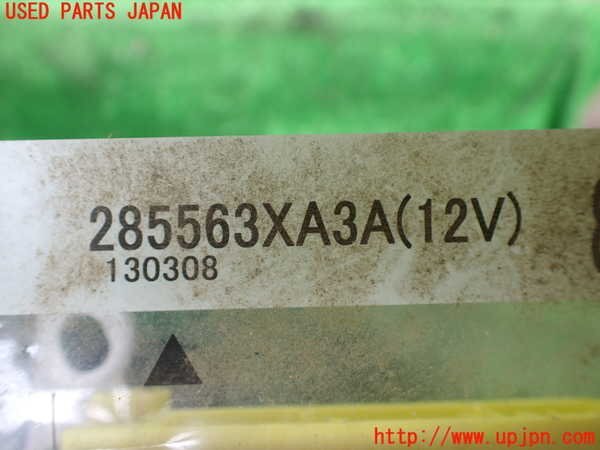 USED PARTS JAPAN
285563XA3A(12V)
130308
http://www.upjpn.com/